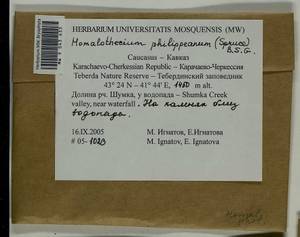 HERBARIUM UNIVERSITATIS MOSQUENSIS (MW)
Homalothecium philippeanum (Spruce)
B.S.G.
Caucasus – Кавказ
Karachaevo-Cherkessian Republic – Карачаево-Черкессия
Teberda Nature Reserve – Тебердинский заповедник
43° 24 N – 41° 44' E, 1450 m alt.
Долина рч. Шумка, у водопада – Shumka Creek
valley, near waterfall. На камнях близ
водопада.
16.IX.2005 М. Игнатов, Е.Игнатова
# 05- M. Ignatov, E. Ignatova